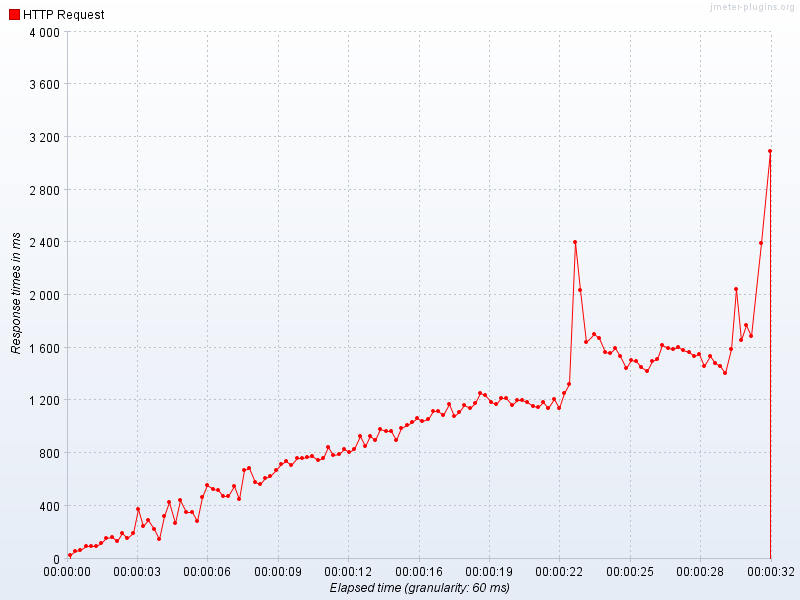 jmeter-plugins.org
HTTP Request
4 000
3 600
3 200
2 800
2 400
2 000
1 600
1 200
800
400
0
Response times in ms
00:00:00 00:00:03 00:00:06 00:00:09 00:00:12 00:00:16 00:00:19 00:00:22 00:00:25 00:00:28 00:00:32
Elapsed time (granularity: 60 ms)